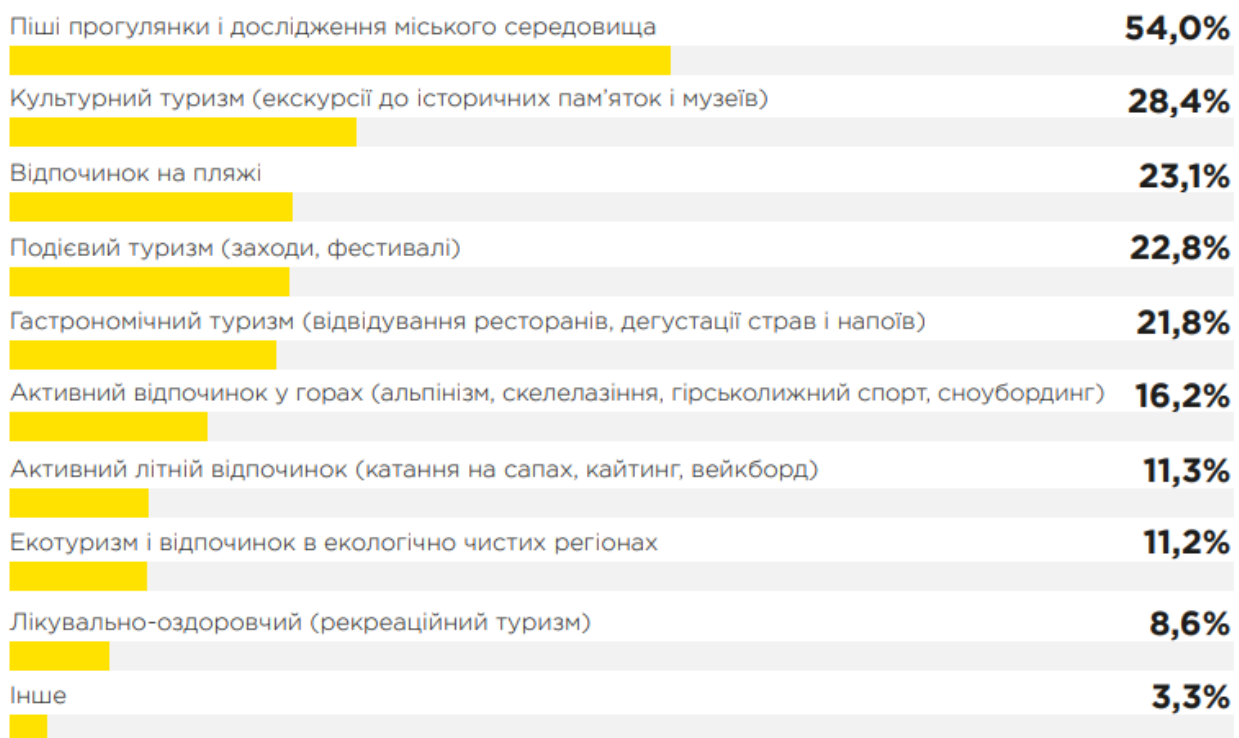 Піші прогулянки і дослідження міського середовища 54,0%
Культурний туризм (екскурсії до історичних пам’яток і музеїв) 28,4%
Відпочинок на пляжі 23,1%
Подієвий туризм (заходи, фестивалі) 22,8%
Гастрономічний туризм (відвідування ресторанів, дегустації страв і напоїв) 21,8%
Активний відпочинок у горах (альпінізм, скелелазіння, гірськолижний спорт, сноубординг) 16,2%
Активний літній відпочинок (катання на сапах, кайтинг, вейкборд) 11,3%
Екотуризм і відпочинок в екологічно чистих регіонах 11,2%
Лікувально-оздоровчий (рекреаційний туризм) 8,6%
Інше 3,3%